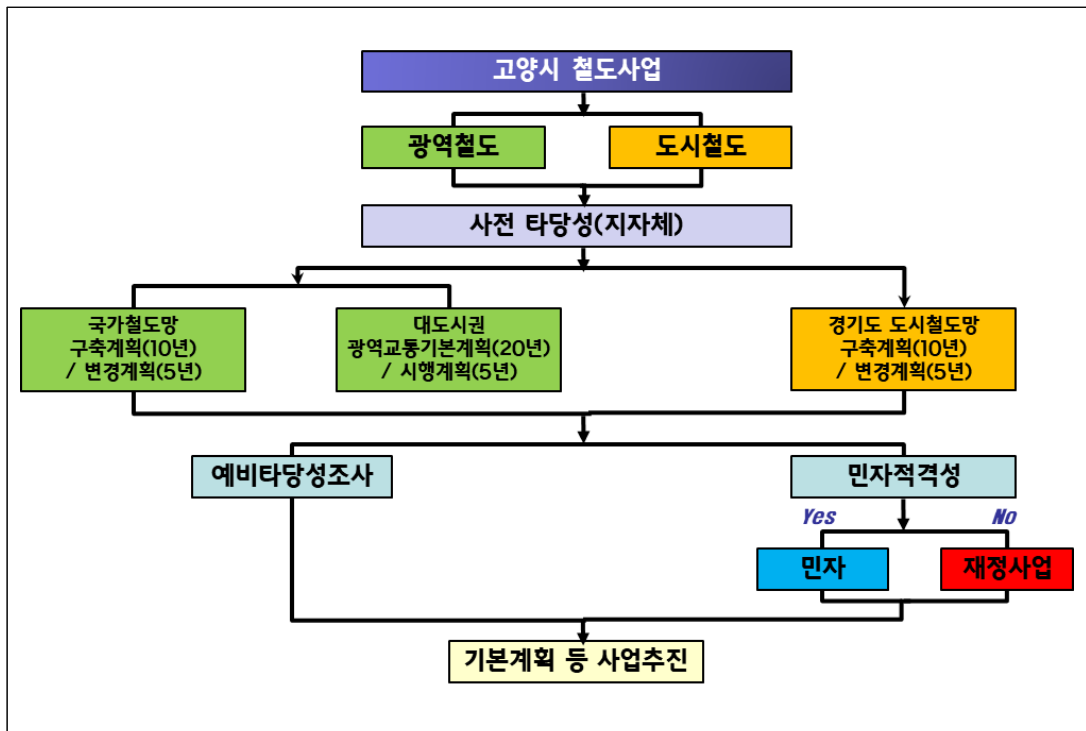 고양시 철도사업
광역철도
도시철도
사전 타당성(지자체)
국가철도망
구축계획(10년)
/ 변경계획(5년)
대도시권
광역교통기본계획(20년)
/ 시행계획(5년)
경기도 도시철도망
구축계획(10년)
/ 변경계획(5년)
예비타당성조사
민자적격성
Yes
No
민자
재정사업
기본계획 등 사업추진